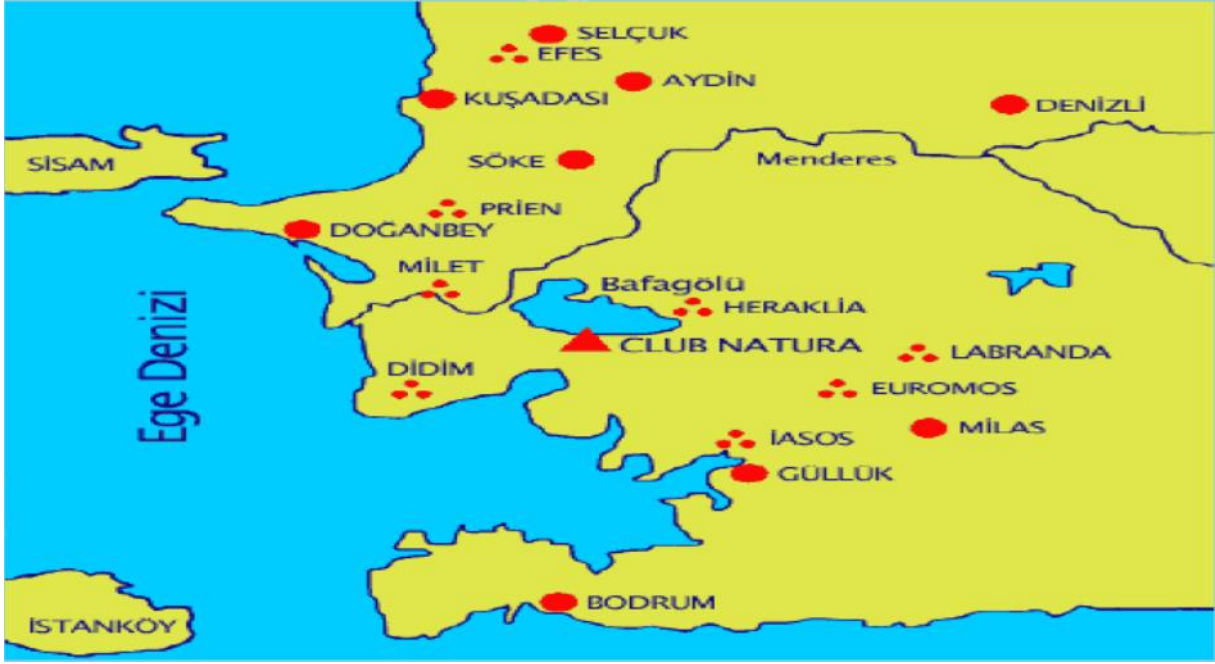 SELÇUK
EFES
AYDİN
KUŞADASI
DENİZLİ
SİSAM
SÖKE
Menderes
PRİEN
DOĞANBEY
MİLET
Bafagölü
HERAKLİA
Ege Denizi
CLUB NATURA
LABRANDA
DİDİM
EUROMOS
MİLAS
İASOS
GÜLLÜK
BODRUM
İSTANKÖY